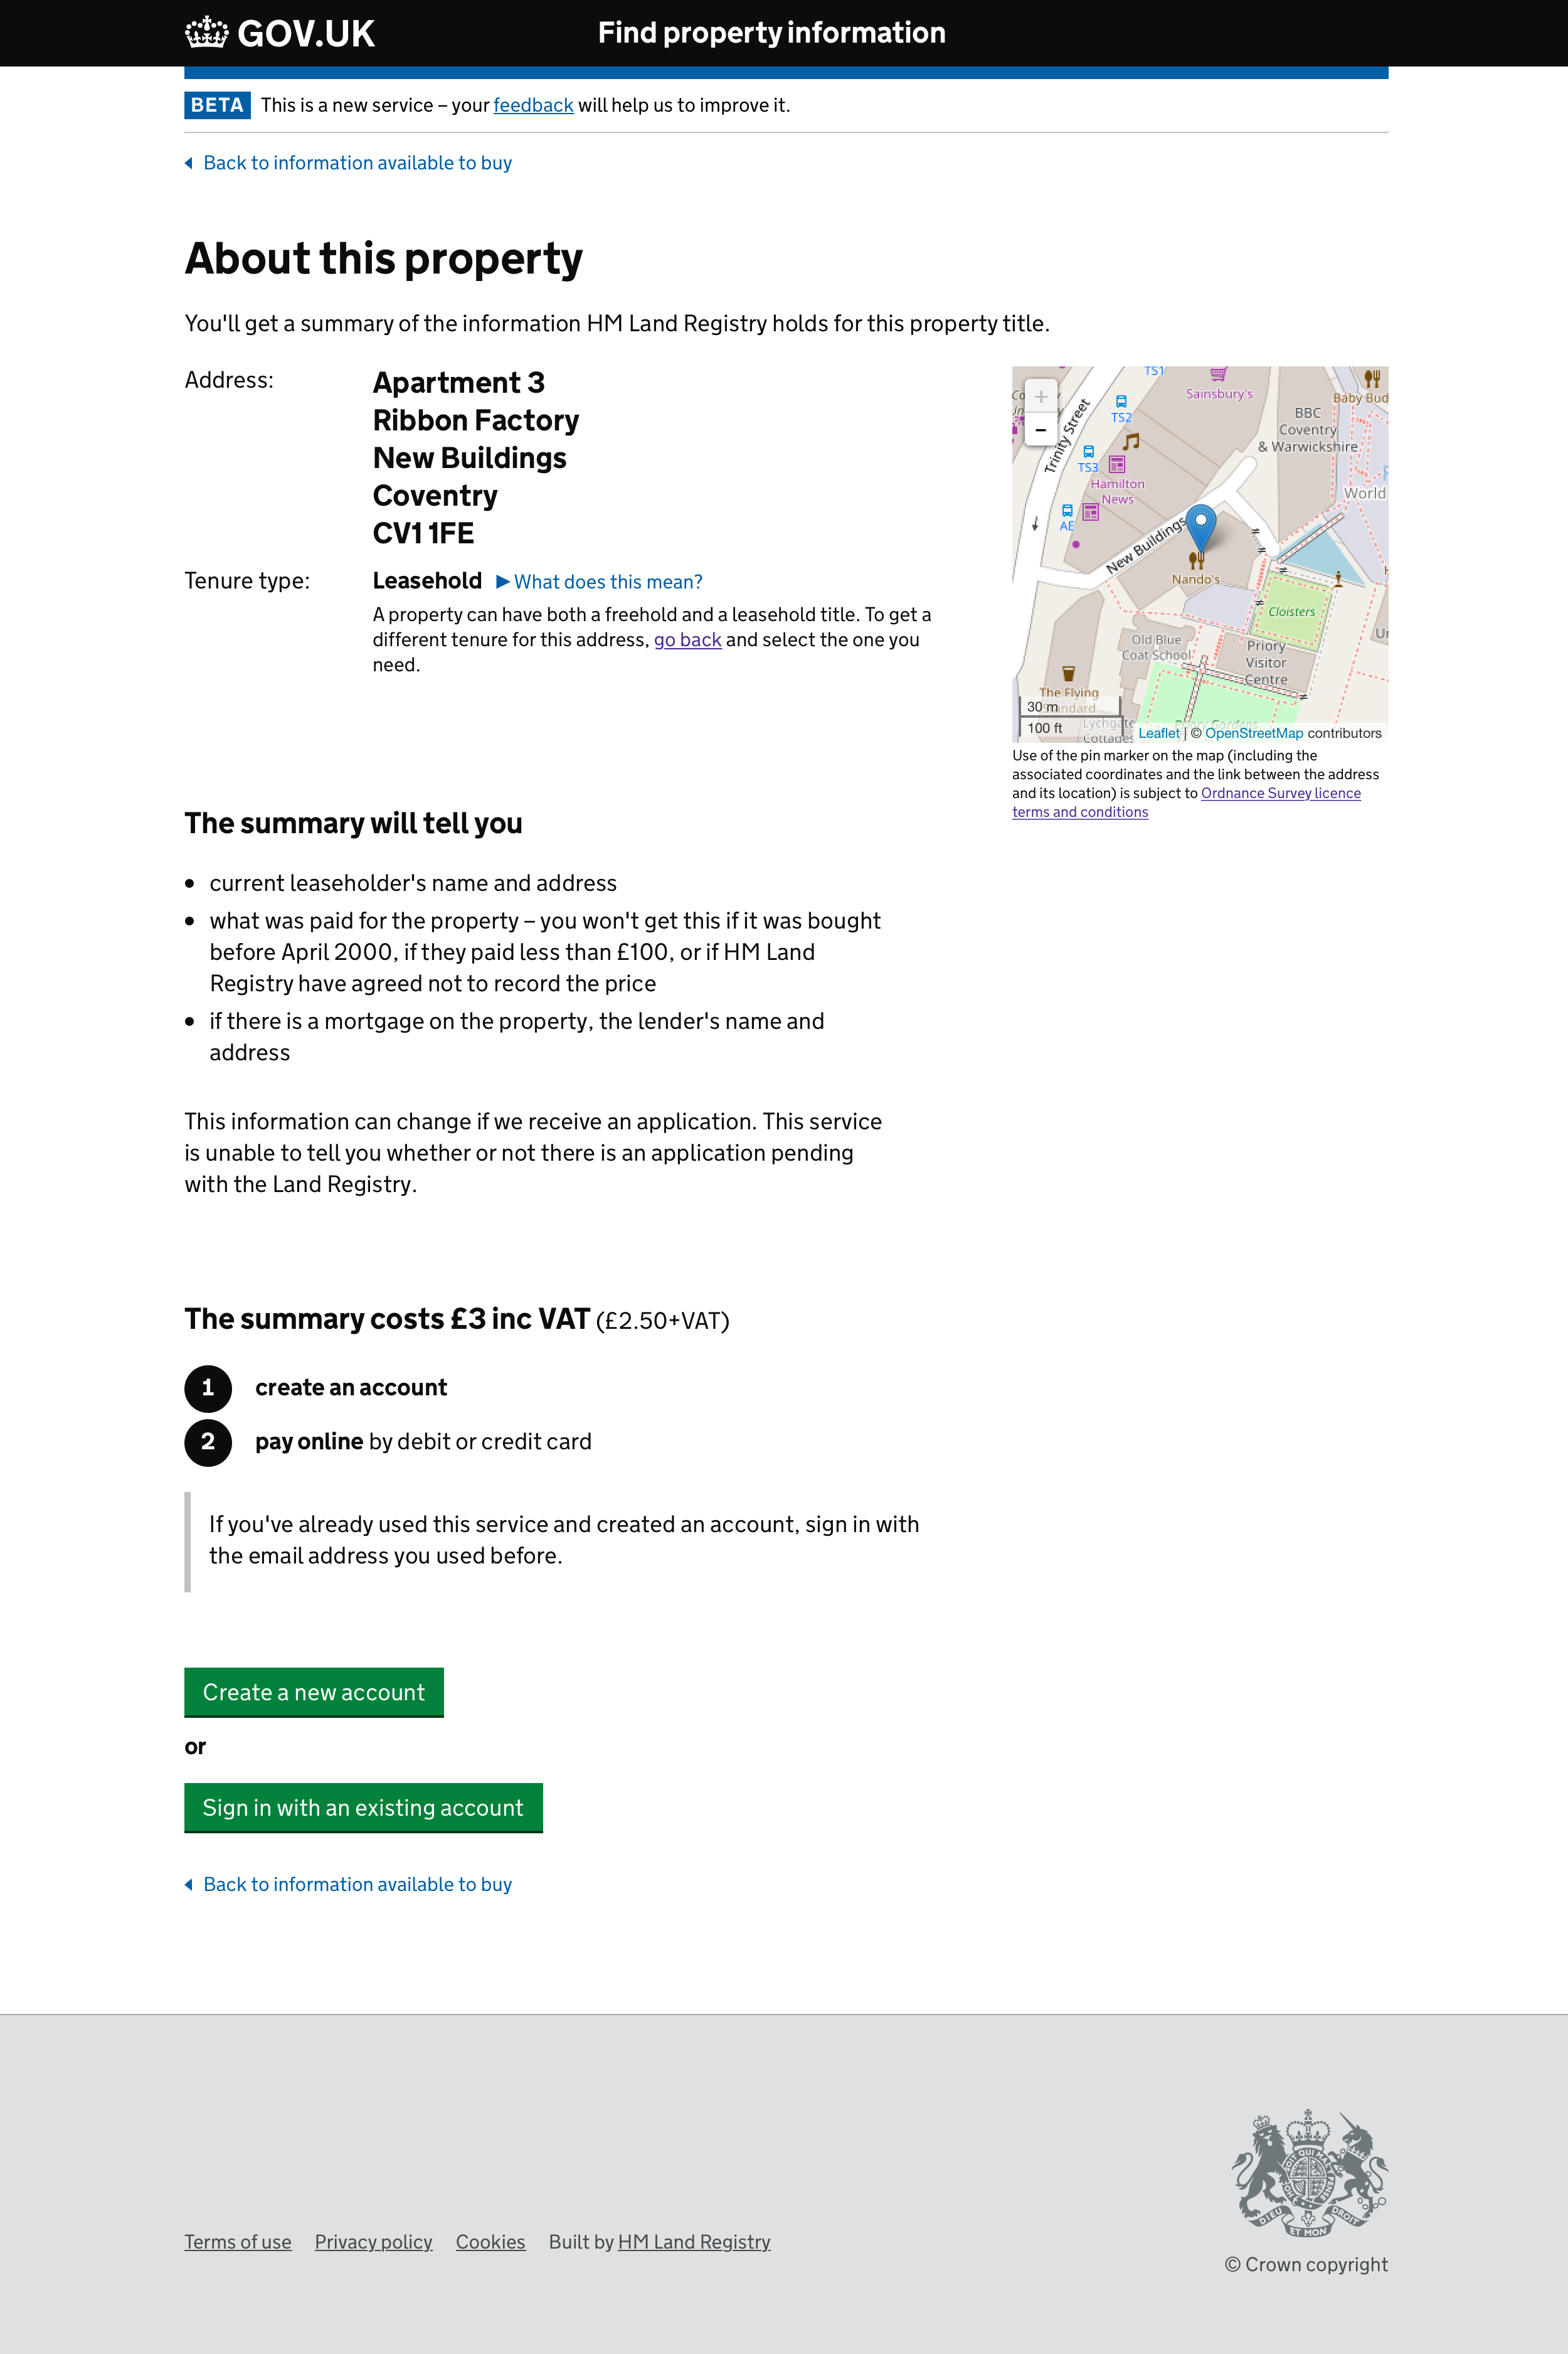 GOV.UK
Find property information
BETA This is a new service – your feedback will help us to improve it.
Back to information available to buy
About this property
You'll get a summary of the information HM Land Registry holds for this property title.
Address:
Apartment 3
Ribbon Factory
New Buildings
Coventry
CV1 1FE
Tenure type:
Leasehold What does this mean?
A property can have both a freehold and a leasehold title. To get a
different tenure for this address, go back and select the one you
need.
+
−
TS1
Sainsbury's
Baby Bud
TS2
BBC
Coventry
& Warwickshire
Trinity Street
TS3
Hamilton
News
World
AE
New Buildings
Nando's
Cloisters
Old Blue
Coat School
Priory
Visitor
Centre
The Flying
Standard
30 m
100 ft
Lychgate
Cottages
Priory Gardens
Leaflet | © OpenStreetMap contributors
Use of the pin marker on the map (including the
associated coordinates and the link between the address
and its location) is subject to Ordnance Survey licence
terms and conditions
The summary will tell you
current leaseholder's name and address
what was paid for the property – you won't get this if it was bought
before April 2000, if they paid less than £100, or if HM Land
Registry have agreed not to record the price
if there is a mortgage on the property, the lender's name and
address
This information can change if we receive an application. This service
is unable to tell you whether or not there is an application pending
with the Land Registry.
The summary costs £3 inc VAT (£2.50+VAT)
1 create an account
2 pay online by debit or credit card
If you've already used this service and created an account, sign in with
the email address you used before.
Create a new account
or
Sign in with an existing account
Back to information available to buy
Terms of use Privacy policy Cookies Built by HM Land Registry
DIEU ET MON DROIT
© Crown copyright